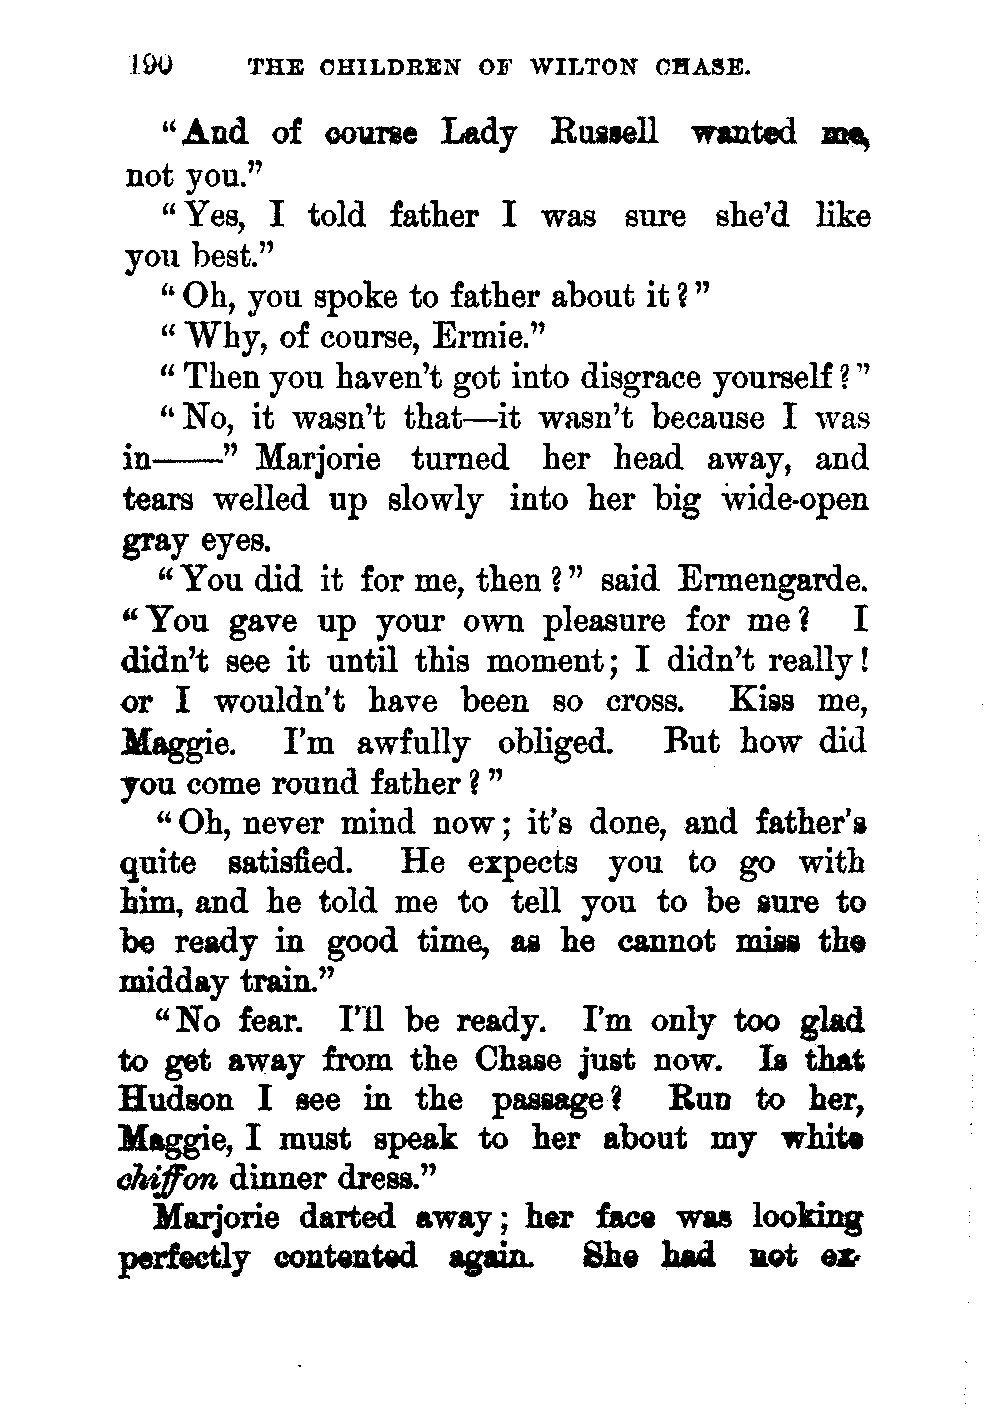 190 THE CHILDREN OF WILTON CHASE.
"And of course Lady Russell wanted me,
not you."
"Yes, I told father I was sure she'd like
you best."
"Oh, you spoke to father about it?"
"Why, of course, Ermie."
"Then you haven't got into disgrace yourself?"
"No, it wasn't that—it wasn't because I was
in——" Marjorie turned her head away, and
tears welled up slowly into her big wide-open
gray eyes.
"You did it for me, then?" said Ermengarde.
"You gave up your own pleasure for me? I
didn't see it until this moment; I didn't really!
or I wouldn't have been so cross. Kiss me,
Maggie. I'm awfully obliged. But how did
you come round father?"
"Oh, never mind now; it's done, and father's
quite satisfied. He expects you to go with
him, and he told me to tell you to be sure to
be ready in good time, as he cannot miss the
midday train."
"No fear. I'll be ready. I'm only too glad
to get away from the Chase just now. Is that
Hudson I see in the passage? Run to her,
Maggie, I must speak to her about my white
chiffon dinner dress."
Marjorie darted away; her face was looking
perfectly contented again. She had not ex-